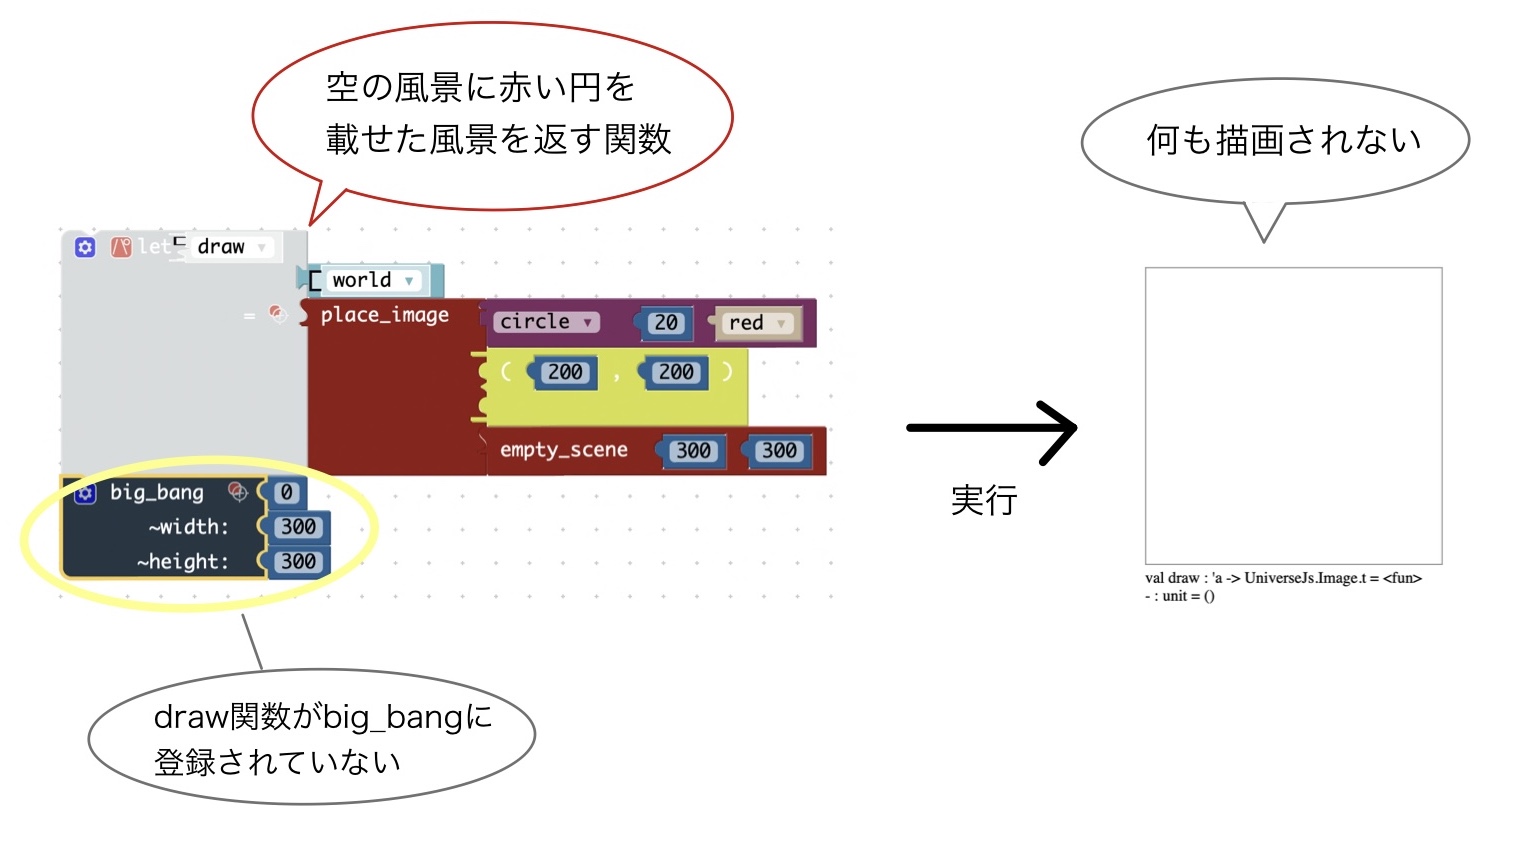 空の風景に赤い円を
載せた風景を返す関数
何も描画されない
let draw ▼
world ▼
= place_image circle ▼ 20 red ▼
( 200 , 200 )
empty_scene 300 300
big_bang 0
~width: 300
~height: 300
実行
val draw : 'a -> UniverseJs.Image.t = <fun>
- : unit = ()
draw関数がbig_bangに
登録されていない